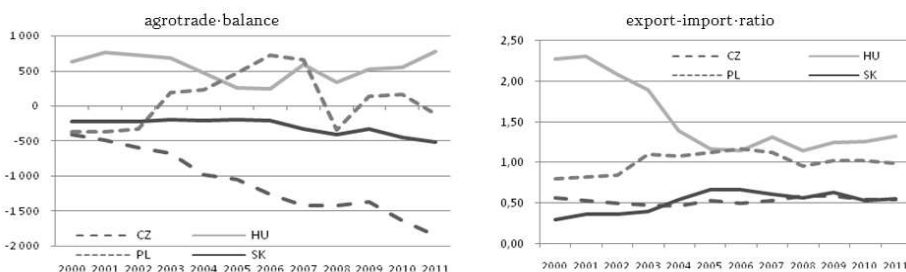 agrotrade·balance
1 000
500
0
-500
-1 000
-1 500
-2 000
CZ HU
PL SK
2000 2001 2002 2003 2004 2005 2006 2007 2008 2009 2010 2011
export-import·ratio
2,50
2,00
1,50
1,00
0,50
0,00
CZ HU
PL SK
2000 2001 2002 2003 2004 2005 2006 2007 2008 2009 2010 2011